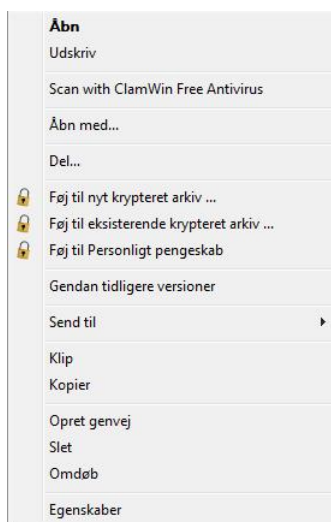 Åbn
Udskriv
Scan with ClamWin Free Antivirus
Åbn med...
Del...
Føj til nyt krypteret arkiv ...
Føj til eksisterende krypteret arkiv ...
Føj til Personligt pengeskab
Gendan tidligere versioner
Send til
Klip
Kopier
Opret genvej
Slet
Omdøb
Egenskaber